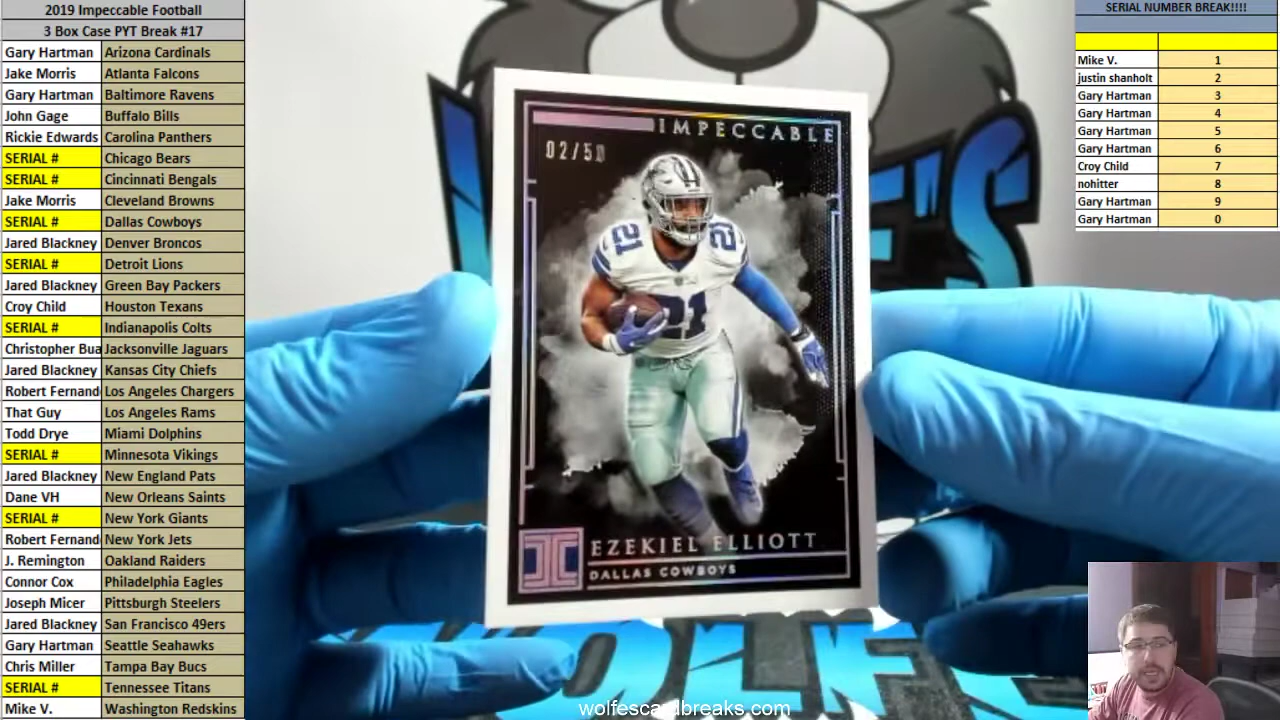 2019 Impeccable Football
3 Box Case PYT Break #17
Gary Hartman Arizona Cardinals
Jake Morris Atlanta Falcons
Gary Hartman Baltimore Ravens
John Gage Buffalo Bills
Rickie Edwards Carolina Panthers
SERIAL # Chicago Bears
SERIAL # Cincinnati Bengals
Jake Morris Cleveland Browns
SERIAL # Dallas Cowboys
Jared Blackney Denver Broncos
SERIAL # Detroit Lions
Jared Blackney Green Bay Packers
Croy Child Houston Texans
SERIAL # Indianapolis Colts
Christopher Bua Jacksonville Jaguars
Jared Blackney Kansas City Chiefs
Robert Fernand Los Angeles Chargers
That Guy Los Angeles Rams
Todd Drye Miami Dolphins
SERIAL # Minnesota Vikings
Jared Blackney New England Pats
Dane VH New Orleans Saints
SERIAL # New York Giants
Robert Fernand New York Jets
J. Remington Oakland Raiders
Connor Cox Philadelphia Eagles
Joseph Micer Pittsburgh Steelers
Jared Blackney San Francisco 49ers
Gary Hartman Seattle Seahawks
Chris Miller Tampa Bay Bucs
SERIAL # Tennessee Titans
Mike V. Washington Redskins
IMPECCABLE
02/50
21
21
21
EZEKIEL ELLIOTT
DALLAS COWBOYS
wolfescardbreaks.com
SERIAL NUMBER BREAK!!!!
Mike V. 1
justin shanholt 2
Gary Hartman 3
Gary Hartman 4
Gary Hartman 5
Gary Hartman 6
Croy Child 7
nohitter 8
Gary Hartman 9
Gary Hartman 0